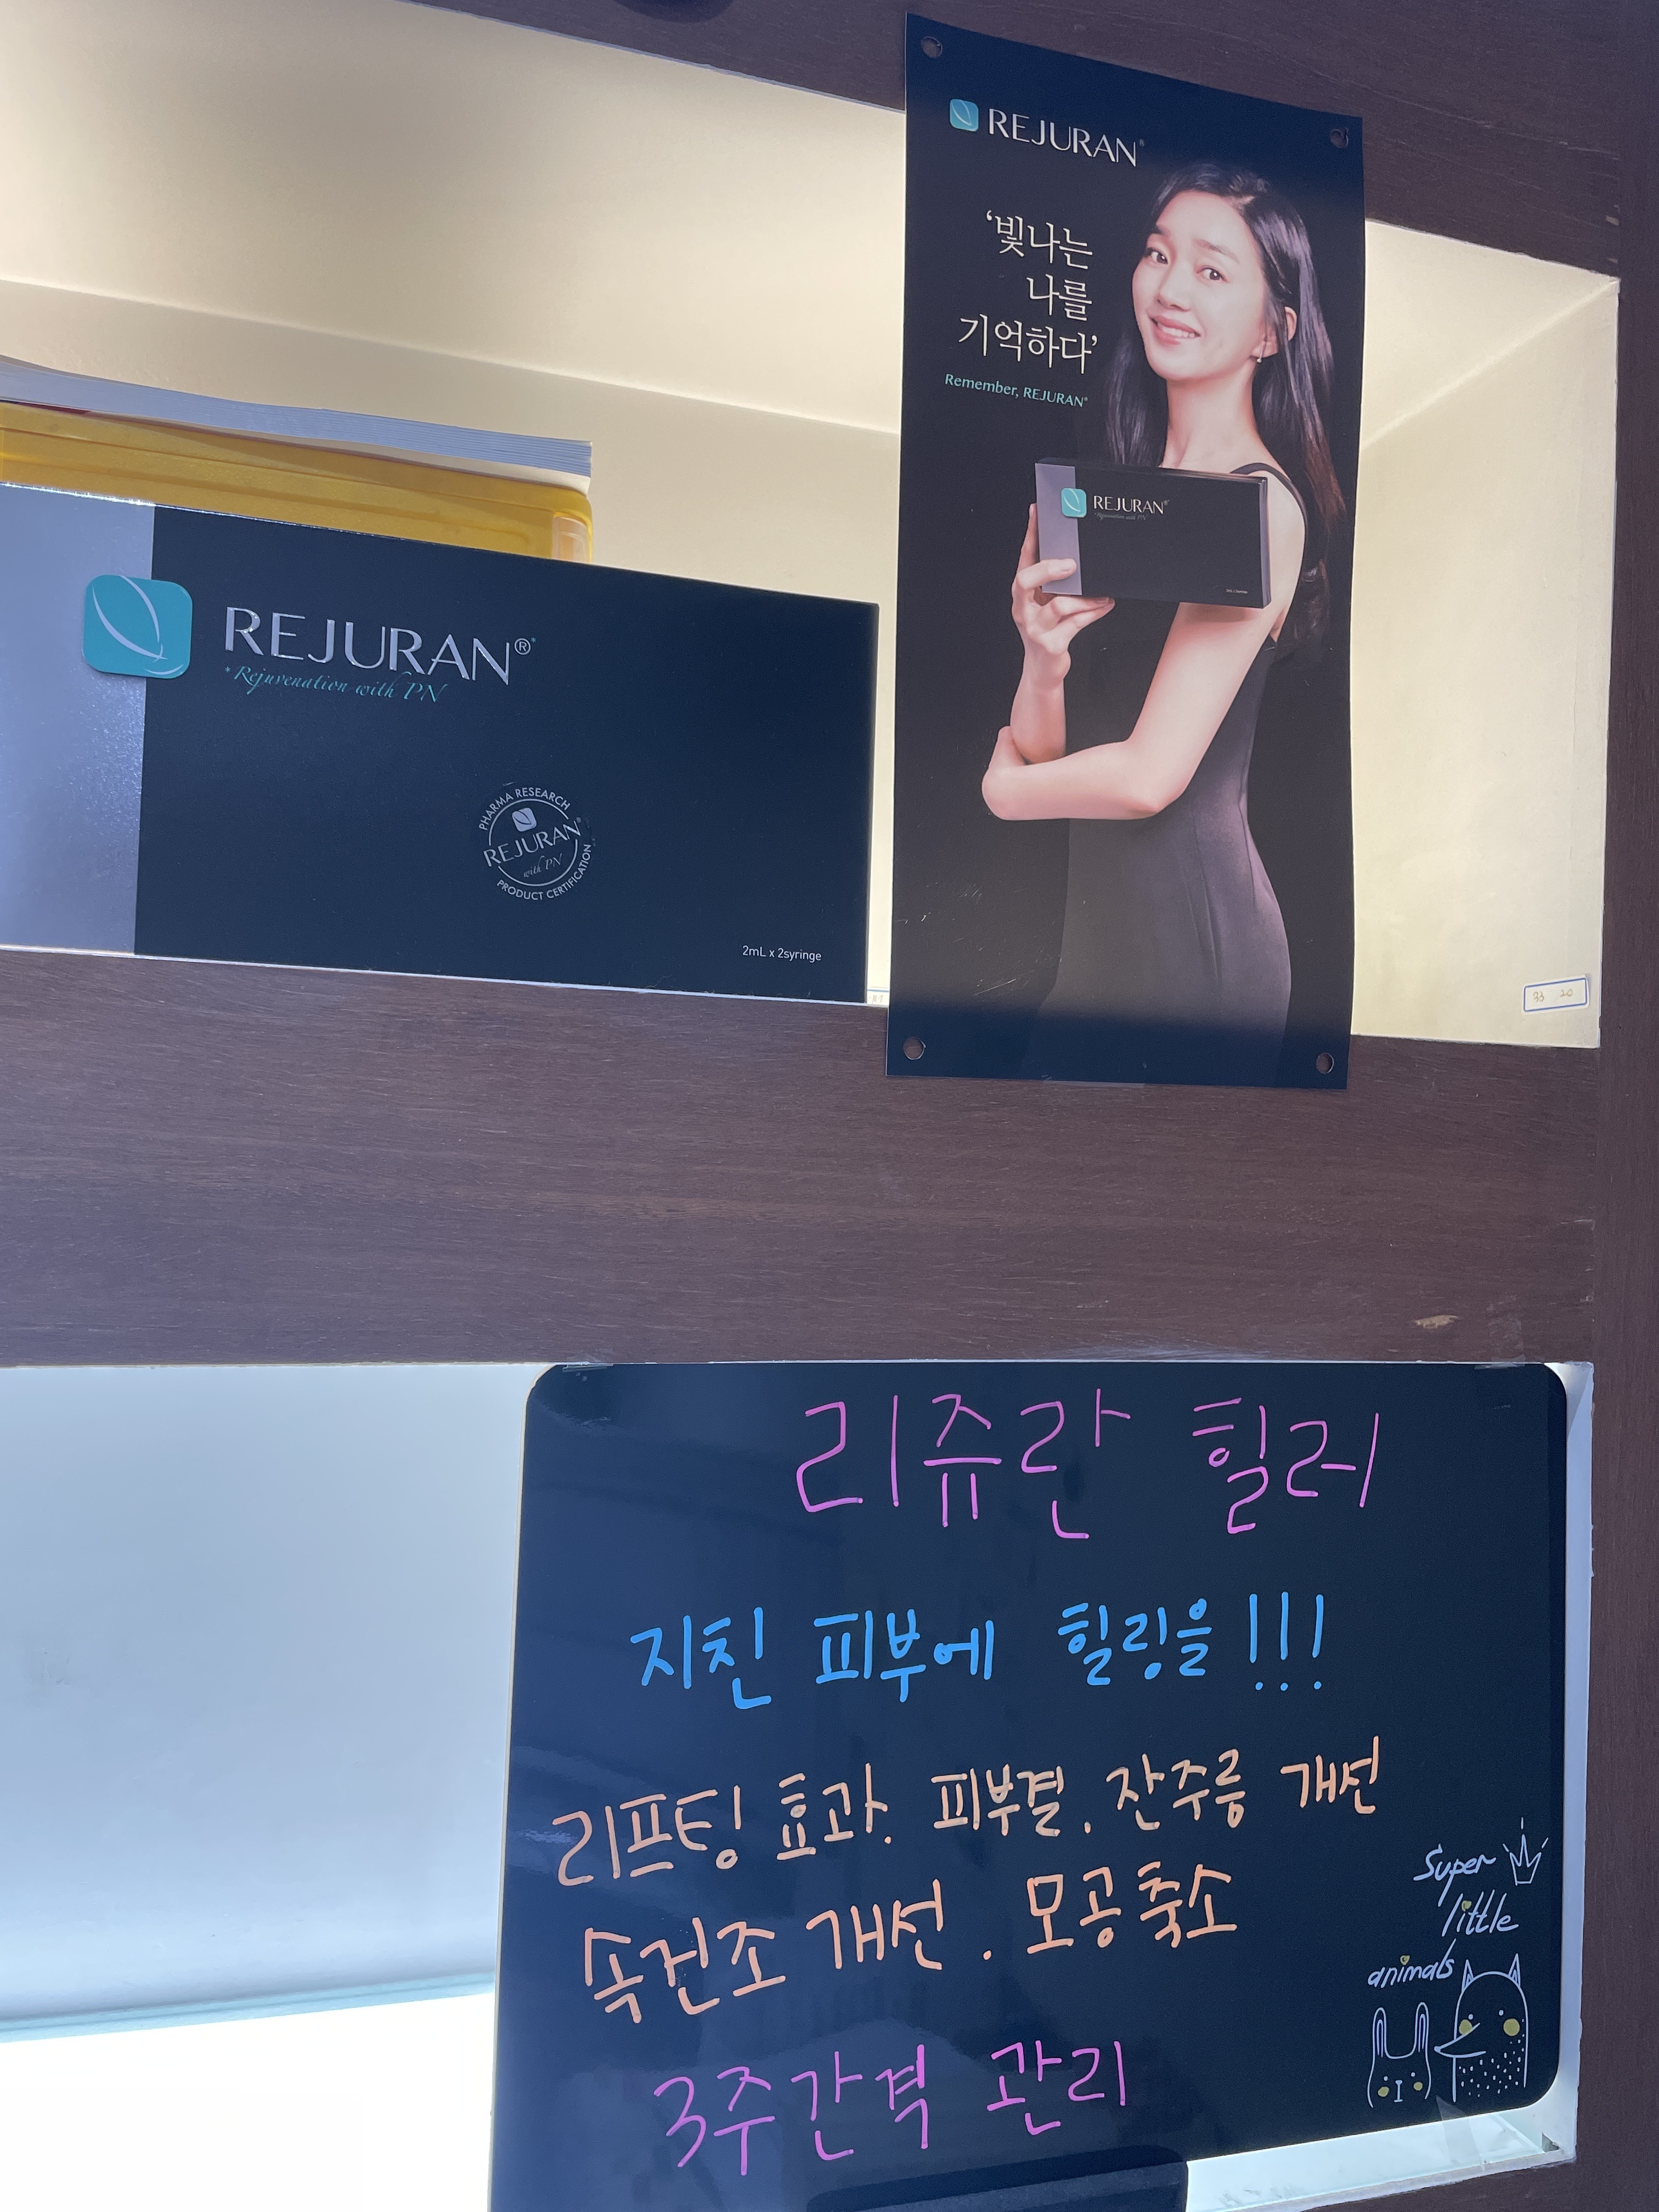 REJURAN®
'빛나는
나를
기억하다'
Remember, REJURAN®
REJURAN®
REJURAN®*
*Rejuvenation with PN
PHARMA RESEARCH
REJURAN®
with PN
PRODUCT CERTIFICATION
2mL x 2syringe
33 20
리쥬란 힐러
지친 피부에 힐링을!!!
리프팅 효과. 피부결. 잔주름 개선
속건조 개선. 모공축소
3주간격 관리
Super
little
animals